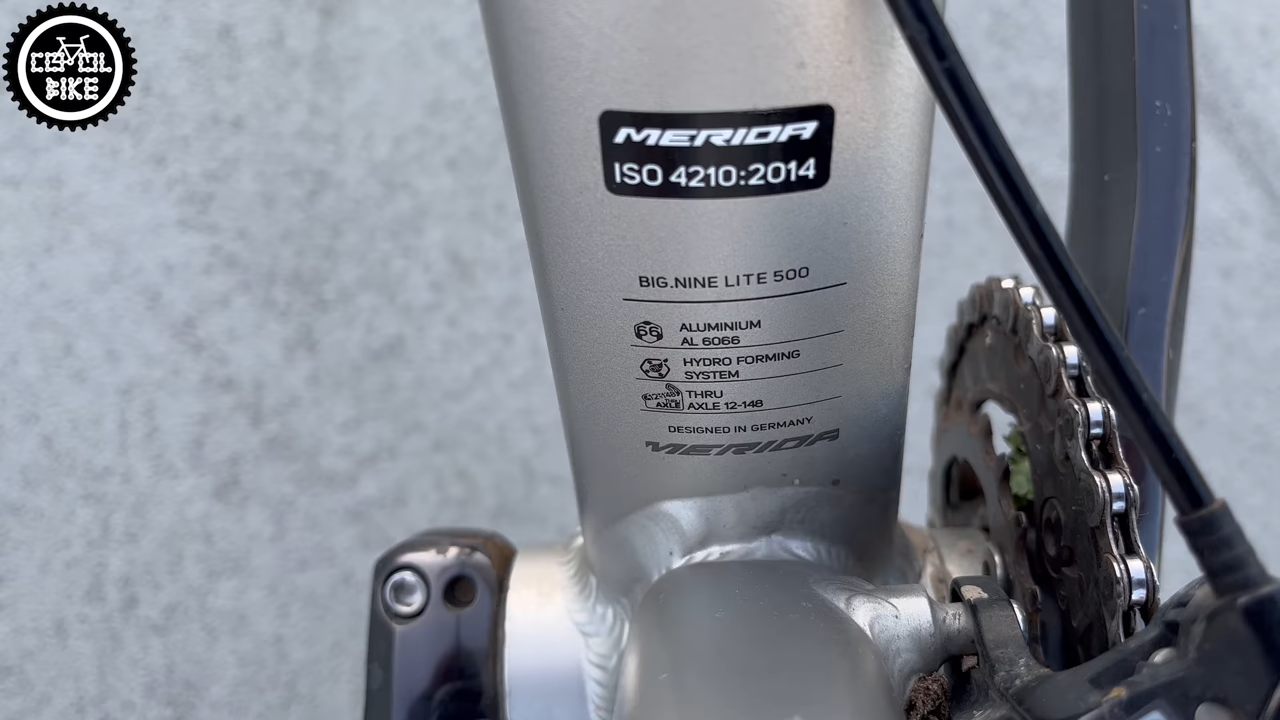 BIKE
MERIDA
ISO 4210:2014
BIG.NINE LITE 500
66
ALUMINIUM
AL 6066
HYDRO FORMING
SYSTEM
THRU
AXLE 12-148
DESIGNED IN GERMANY
MERIDA